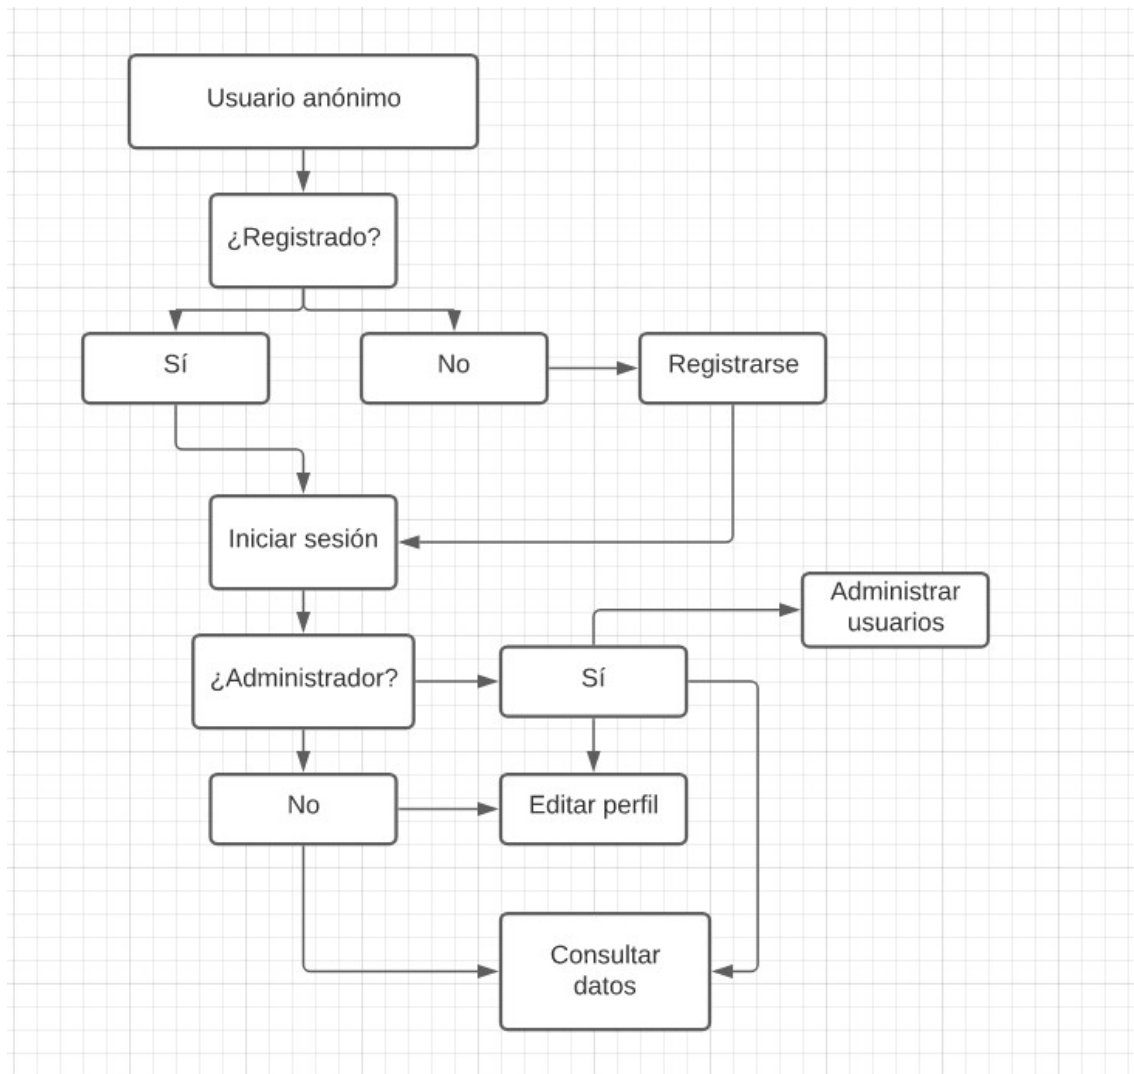 Usuario anónimo
¿Registrado?
Sí
No
Registrarse
Iniciar sesión
Administrar
usuarios
¿Administrador?
Sí
No
Editar perfil
Consultar
datos